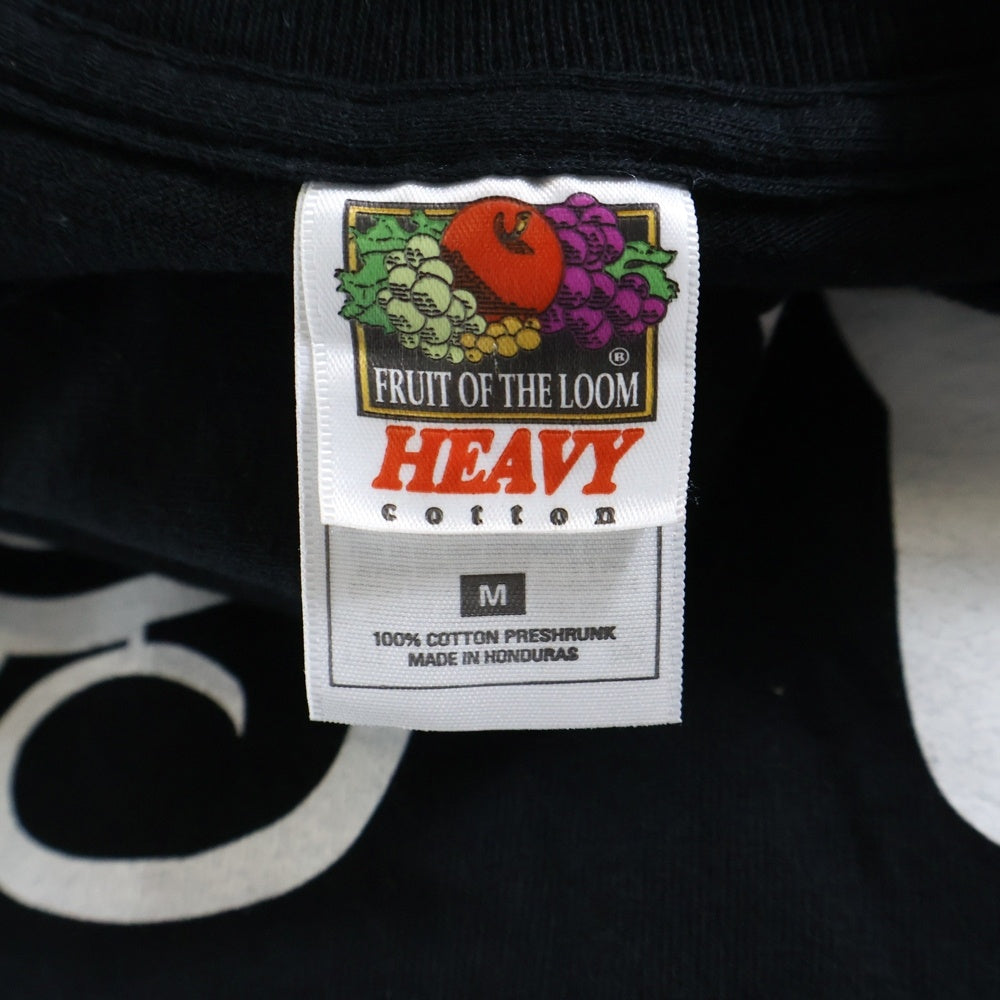 ®
FRUIT OF THE LOOM
HEAVY
cotton
M
100% COTTON PRESHRUNK
MADE IN HONDURAS